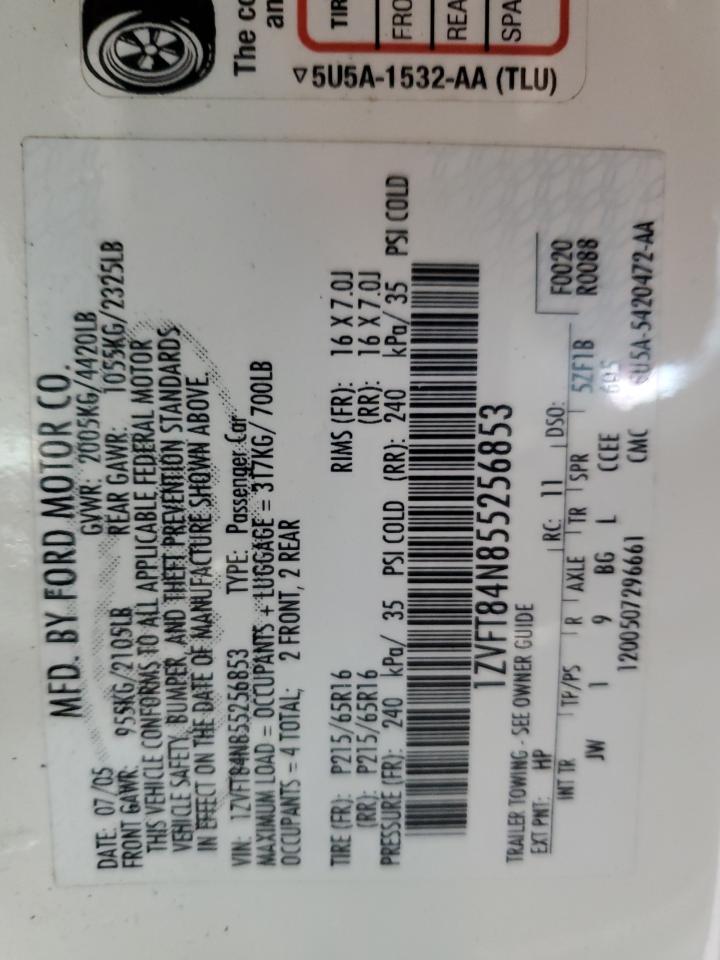 The co
an
TIR
FRO
REA
SPA
▽5U5A-1532-AA (TLU)
MFD. BY FORD MOTOR CO.
DATE: 07/05 GVWR: 2005KG/4420LB
FRONT GAWR: 955KG/2105LB REAR GAWR: 1055KG/2325LB
THIS VEHICLE CONFORMS TO ALL APPLICABLE FEDERAL MOTOR
VEHICLE SAFETY, BUMPER, AND THEFT PREVENTION STANDARDS
IN EFFECT ON THE DATE OF MANUFACTURE SHOWN ABOVE.
VIN: 1ZVFT84N855256853 TYPE: Passenger Car
MAXIMUM LOAD = OCCUPANTS + LUGGAGE = 317KG/ 700LB
OCCUPANTS = 4 TOTAL; 2 FRONT, 2 REAR
TIRE (FR): P215/65R16 RIMS (FR): 16 X 7.0J
(RR): P215/65R16 (RR): 16 X 7.0J
PRESSURE (FR): 240 kPa/ 35 PSI COLD (RR): 240 kPa/ 35 PSI COLD
1ZVFT84N855256853
TRAILER TOWING - SEE OWNER GUIDE
EXT PNT: HP RC: 11 DSO: F0020
R0088
INT TR TP/PS R AXLE TR SPR 5ZF1B
JW 1 9 BG L CCEE 695
1200507296661 CMC 5U5A-5420472-AA